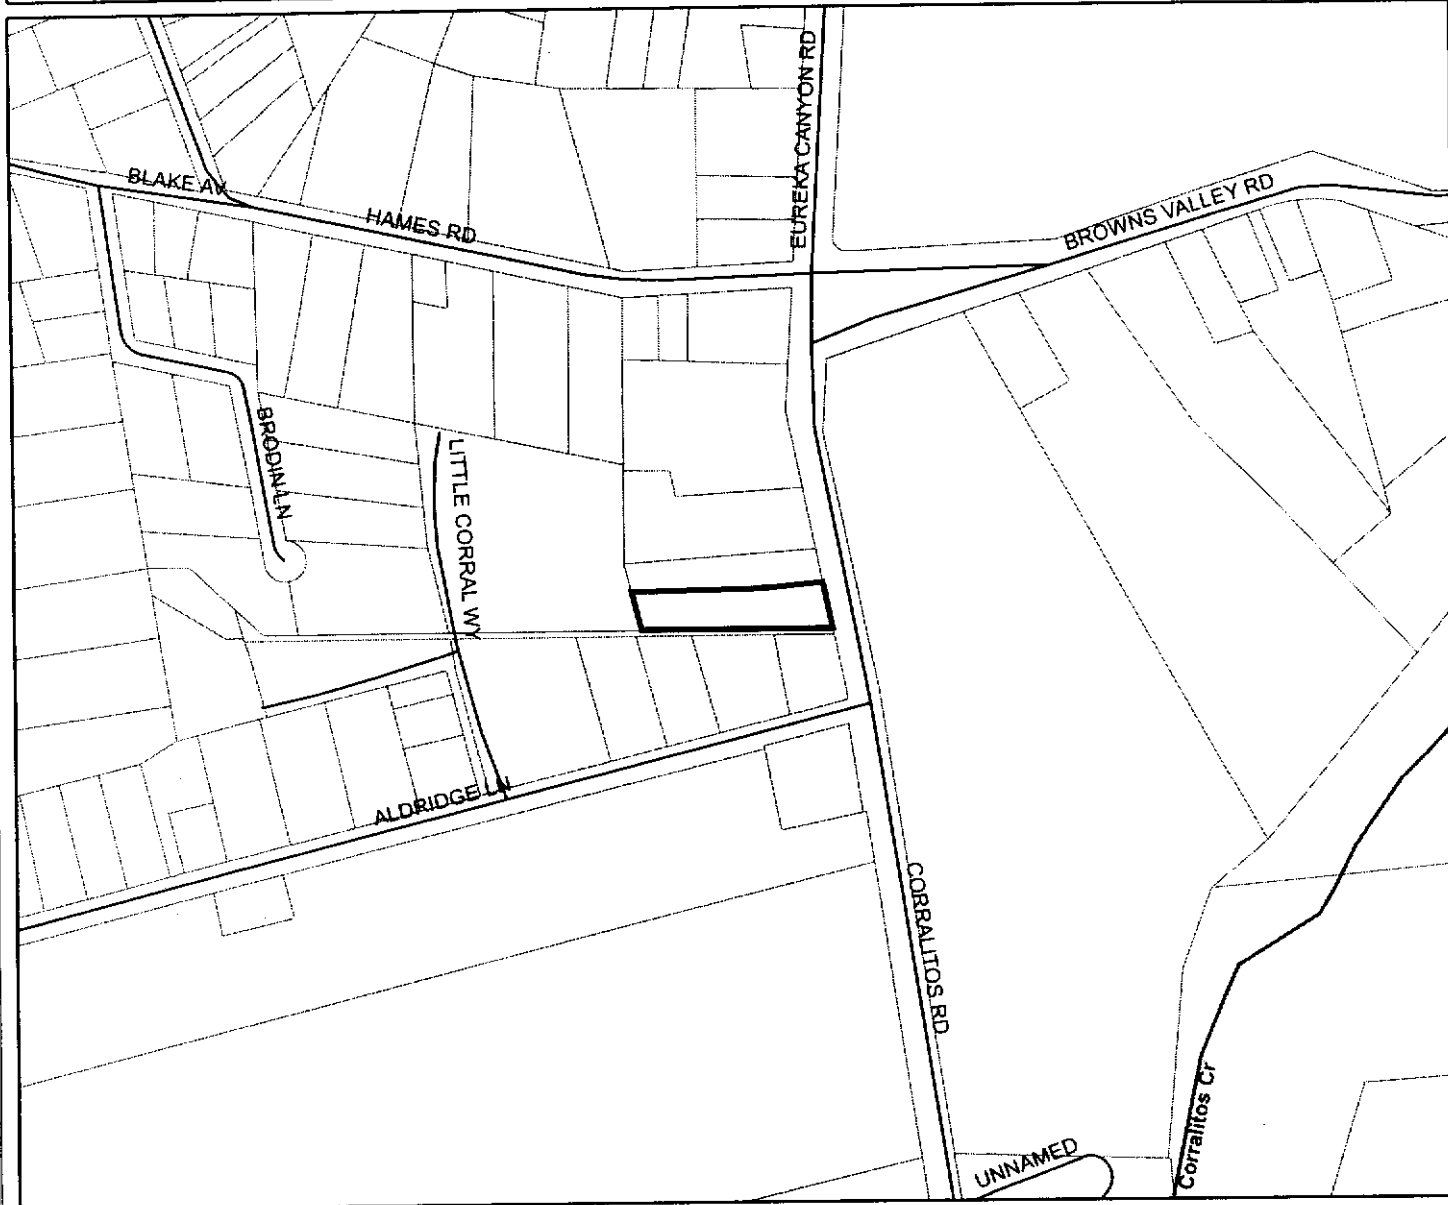 EUREKA CANYON RD
BLAKE AV
HAMES RD
BROWNS VALLEY RD
BRODIN LN
LITTLE CORRAL WY
ALDRIDGE LN
CORRALITOS RD
Corralitos Cr
UNNAMED